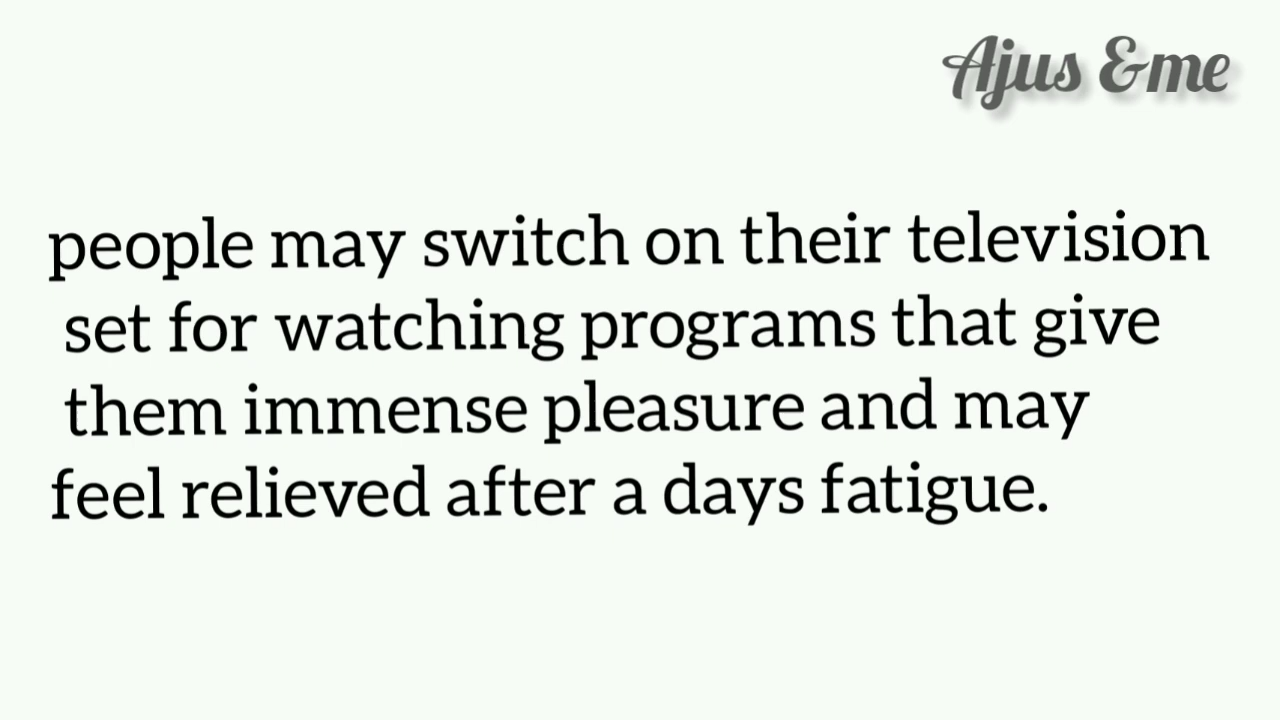 Ajus &me
people may switch on their television
set for watching programs that give
them immense pleasure and may
feel relieved after a days fatigue.